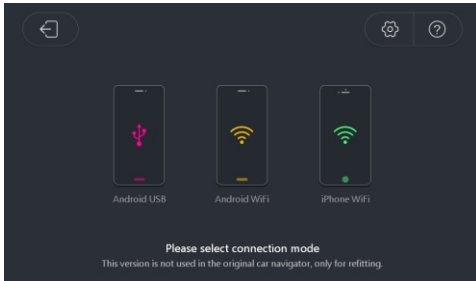 Android USB
Android WiFi
iPhone WiFi
Please select connection mode
This version is not used in the original car navigator, only for refitting.